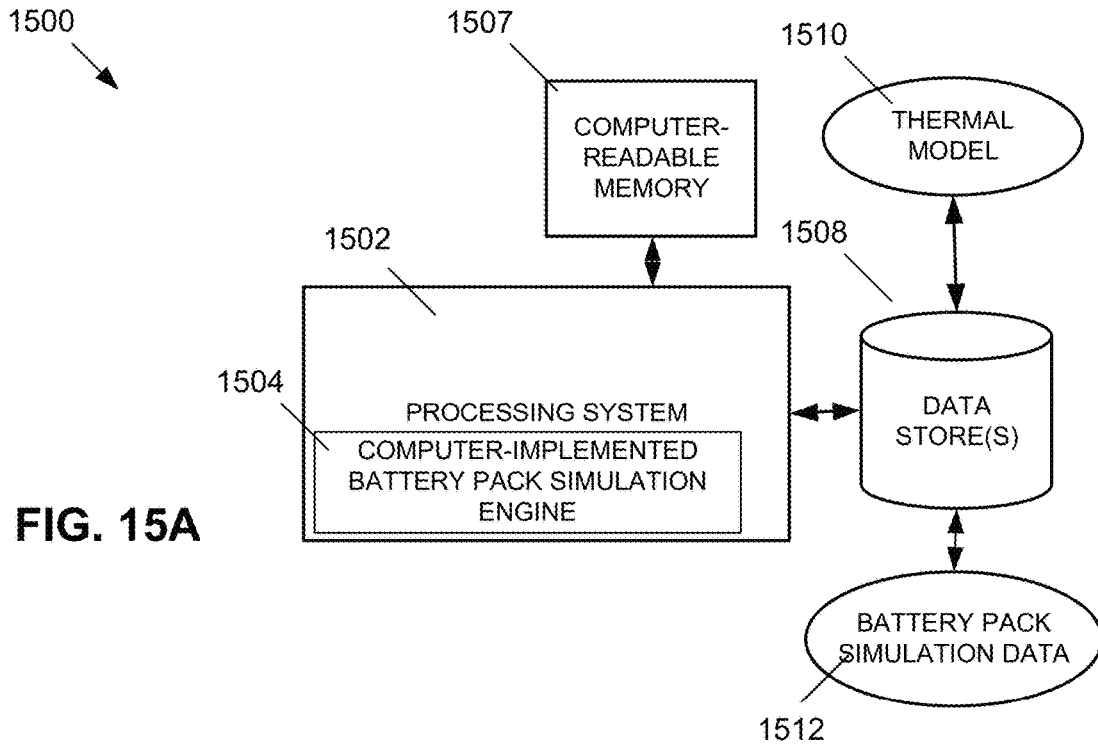 1500
1507
1510
COMPUTER-
READABLE
MEMORY
THERMAL
MODEL
1502
1508
1504
PROCESSING SYSTEM
COMPUTER-IMPLEMENTED
BATTERY PACK SIMULATION
ENGINE
DATA
STORE(S)
FIG. 15A
BATTERY PACK
SIMULATION DATA
1512